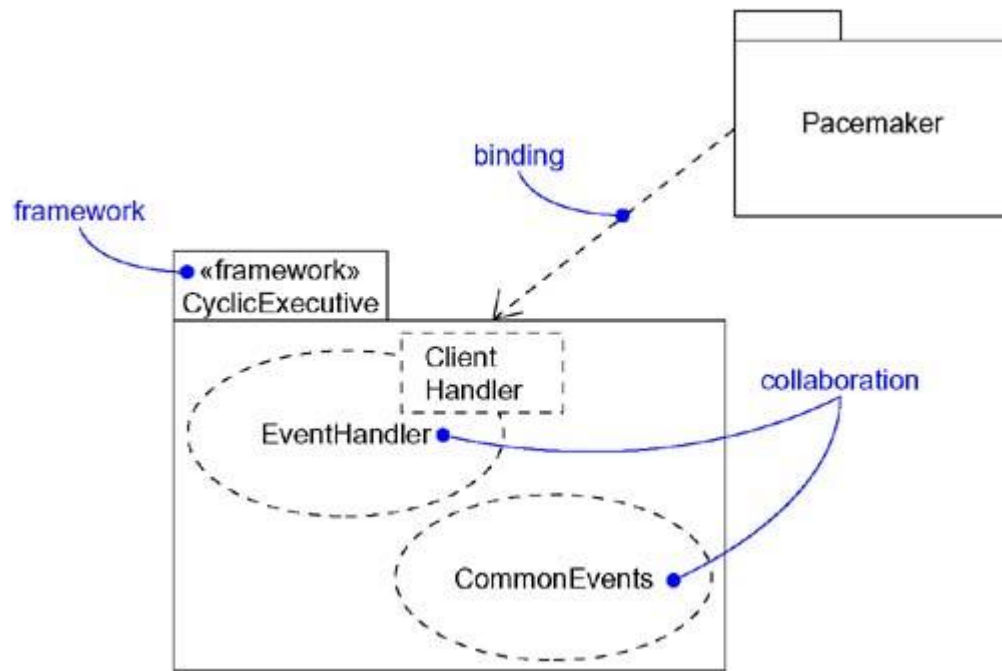 Pacemaker
binding
framework
«framework»
CyclicExecutive
Client
Handler
collaboration
EventHandler
CommonEvents